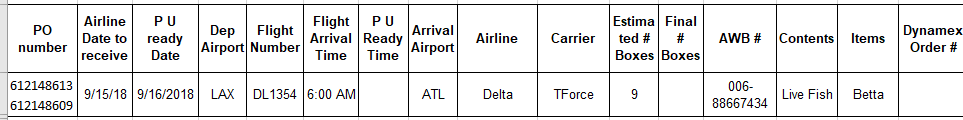 PO number | Airline Date to receive | P U ready Date | Dep Airport | Flight Number | Flight Arrival Time | P U Ready Time | Arrival Airport | Airline | Carrier | Estima ted # Boxes | Final # Boxes | AWB # | Contents | Items | Dynamex Order #
612148613 612148609 | 9/15/18 | 9/16/2018 | LAX | DL1354 | 6:00 AM | | ATL | Delta | TForce | 9 | | 006-88667434 | Live Fish | Betta | |